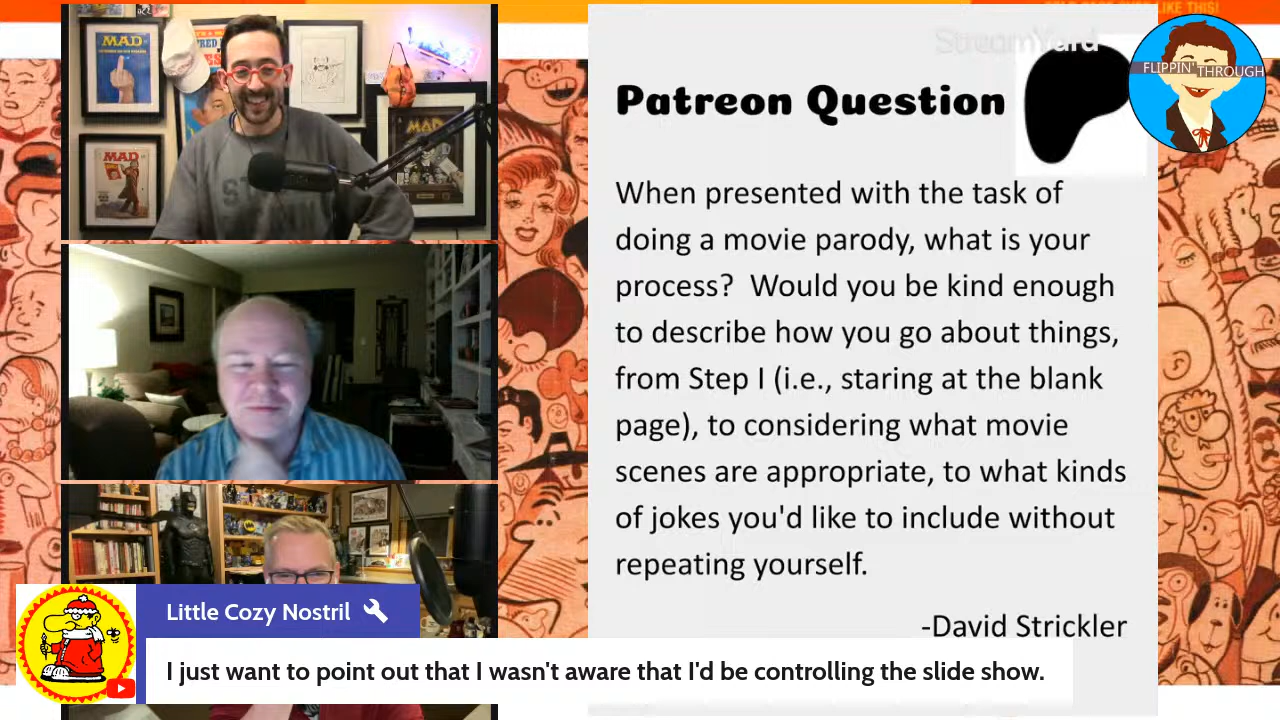 MAD
MAD
MAD
StreamYard
FLIPPIN' THROUGH
Patreon Question
When presented with the task of
doing a movie parody, what is your
process?  Would you be kind enough
to describe how you go about things,
from Step I (i.e., staring at the blank
page), to considering what movie
scenes are appropriate, to what kinds
of jokes you'd like to include without
repeating yourself.
-David Strickler
Little Cozy Nostril
I just want to point out that I wasn't aware that I'd be controlling the slide show.